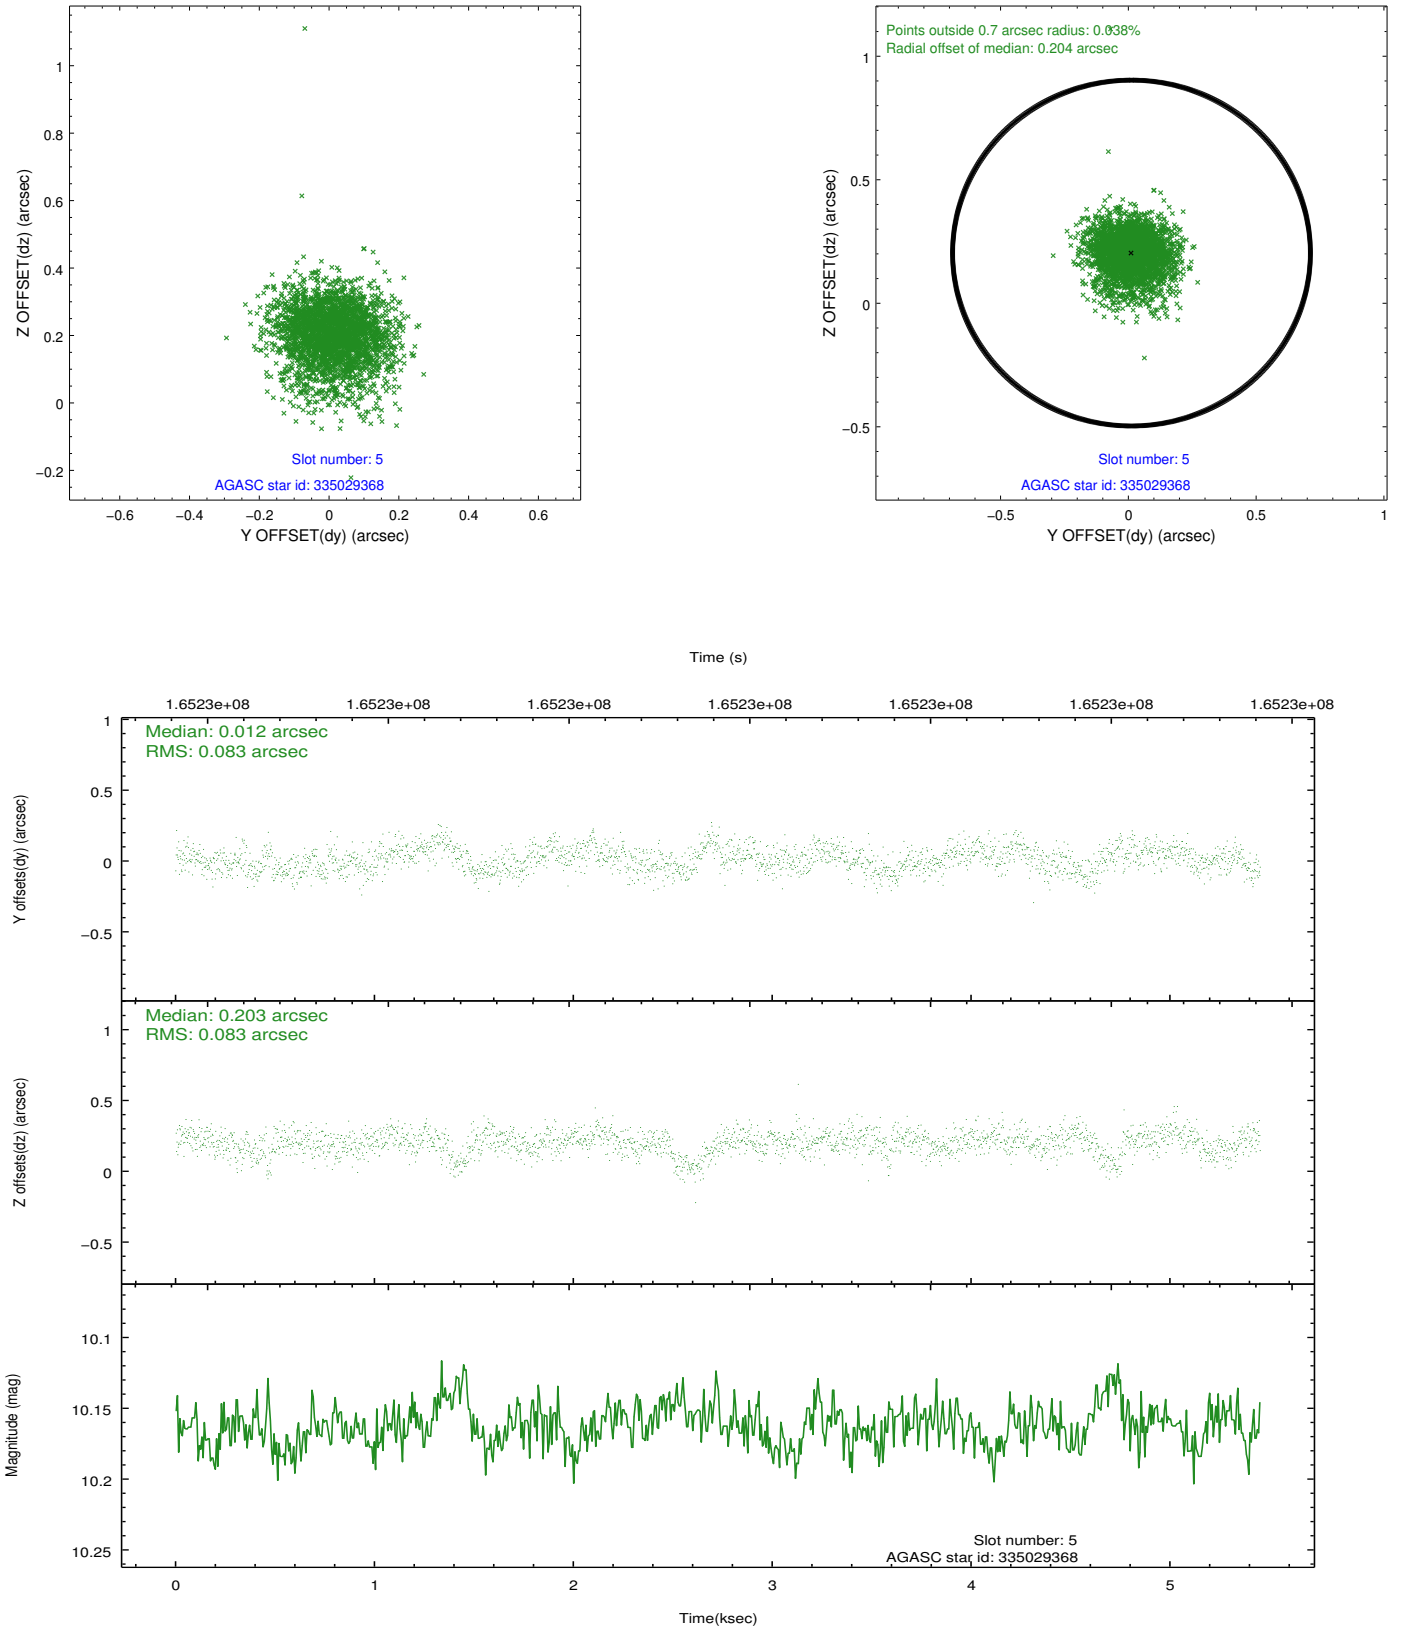 1
0.8
0.6
0.4
0.2
0
−0.2
−0.6
−0.4
−0.2
0
0.2
0.4
0.6
Z OFFSET(dz) (arcsec)
Y OFFSET(dy) (arcsec)
Slot number: 5
AGASC star id: 335029368
Points outside 0.7 arcsec radius: 0.038%
Radial offset of median: 0.204 arcsec
1
0.5
0
−0.5
−0.5
0
0.5
1
Z OFFSET(dz) (arcsec)
Y OFFSET(dy) (arcsec)
Slot number: 5
AGASC star id: 335029368
Time (s)
1.6523e+08 1.6523e+08 1.6523e+08 1.6523e+08 1.6523e+08 1.6523e+08 1.6523e+08
Median: 0.012 arcsec
RMS: 0.083 arcsec
1
0.5
0
−0.5
Y offsets(dy) (arcsec)
Median: 0.203 arcsec
RMS: 0.083 arcsec
1
0.5
0
−0.5
Z offsets(dz) (arcsec)
10.1
10.15
10.2
10.25
Magnitude (mag)
Slot number: 5
AGASC star id: 335029368
0 1 2 3 4 5
Time(ksec)